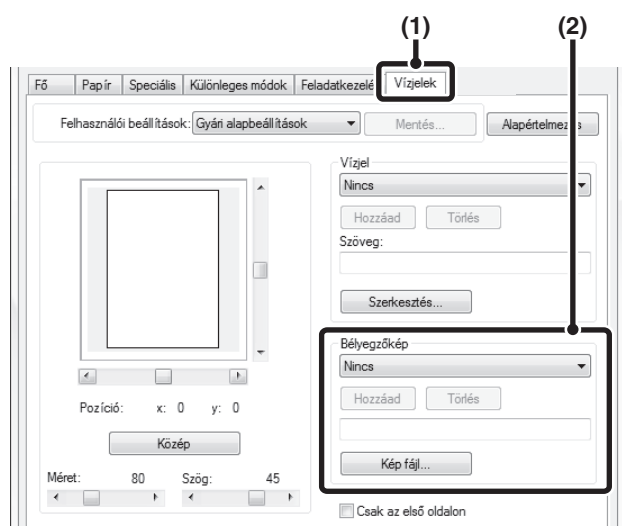 (1) (2)
Fő Papír Speciális Különleges módok Feladatkezelé Vízjelek
Felhasználói beállítások: Gyári alapbeállítások Mentés... Alapértelmezés
Vízjel
Nincs
Hozzáad Törlés
Szöveg:
Szerkesztés...
Bélyegzőkép
Nincs
Hozzáad Törlés
Kép fájl...
Pozíció: x: 0 y: 0
Közép
Méret: 80 Szög: 45
Csak az első oldalon